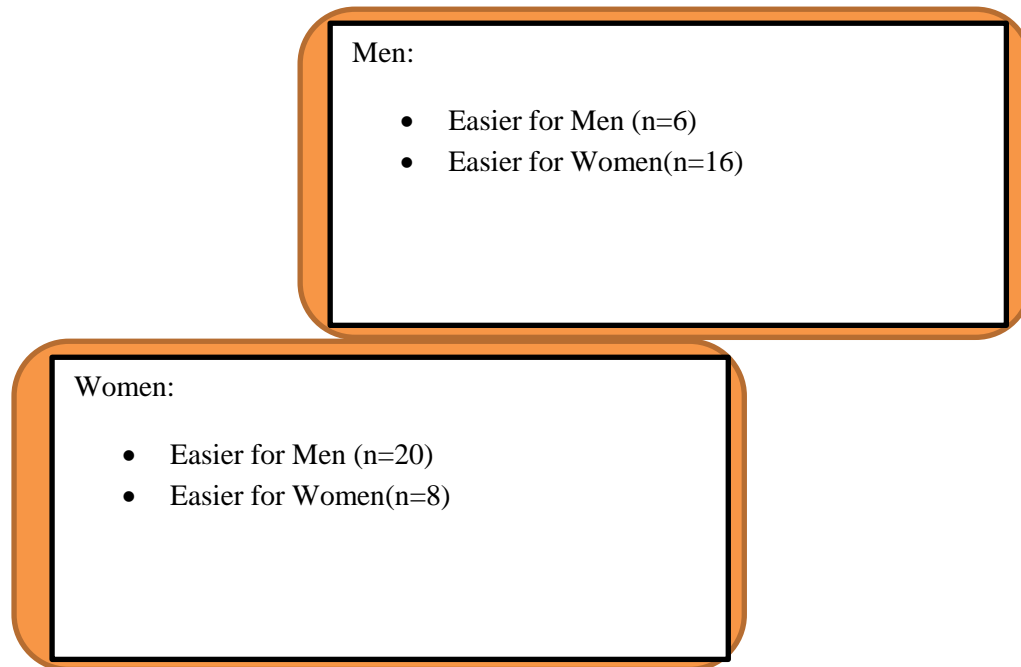 Men:
• Easier for Men (n=6)
• Easier for Women(n=16)
Women:
• Easier for Men (n=20)
• Easier for Women(n=8)